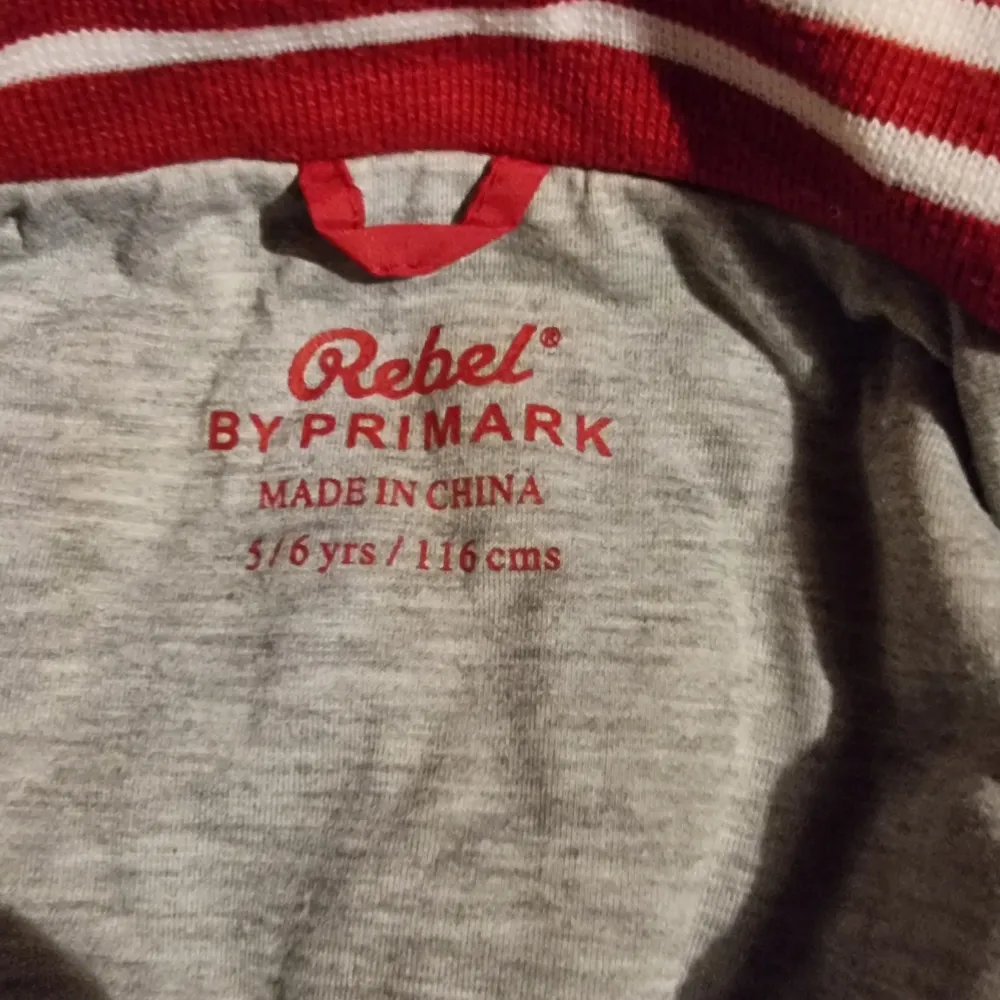 Rebel®
BY PRIMARK
MADE IN CHINA
5/6 yrs / 116 cms